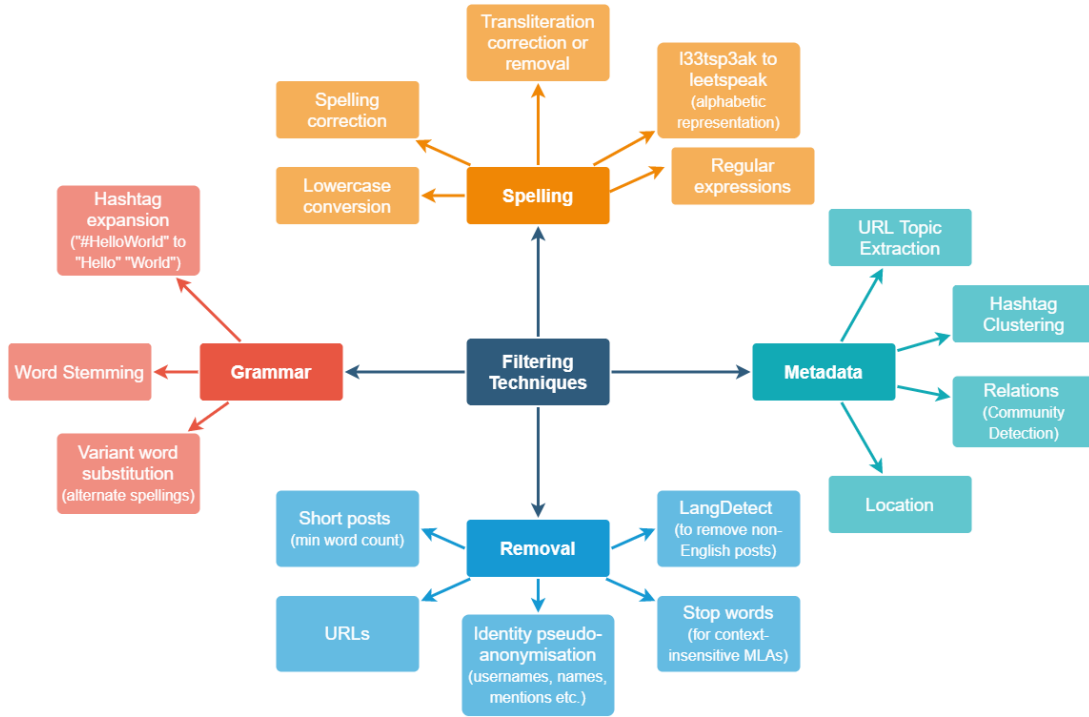 Transliteration
correction or
removal
l33tsp3ak to
leetspeak
(alphabetic
representation)
Spelling
correction
Regular
expressions
Lowercase
conversion
Spelling
Hashtag
expansion
("#HelloWorld" to
"Hello" "World")
URL Topic
Extraction
Hashtag
Clustering
Word Stemming
Grammar
Filtering
Techniques
Metadata
Relations
(Community
Detection)
Variant word
substitution
(alternate spellings)
Location
Short posts
(min word count)
Removal
LangDetect
(to remove non-
English posts)
URLs
Identity pseudo-
anonymisation
(usernames, names,
mentions etc.)
Stop words
(for context-
insensitive MLAs)